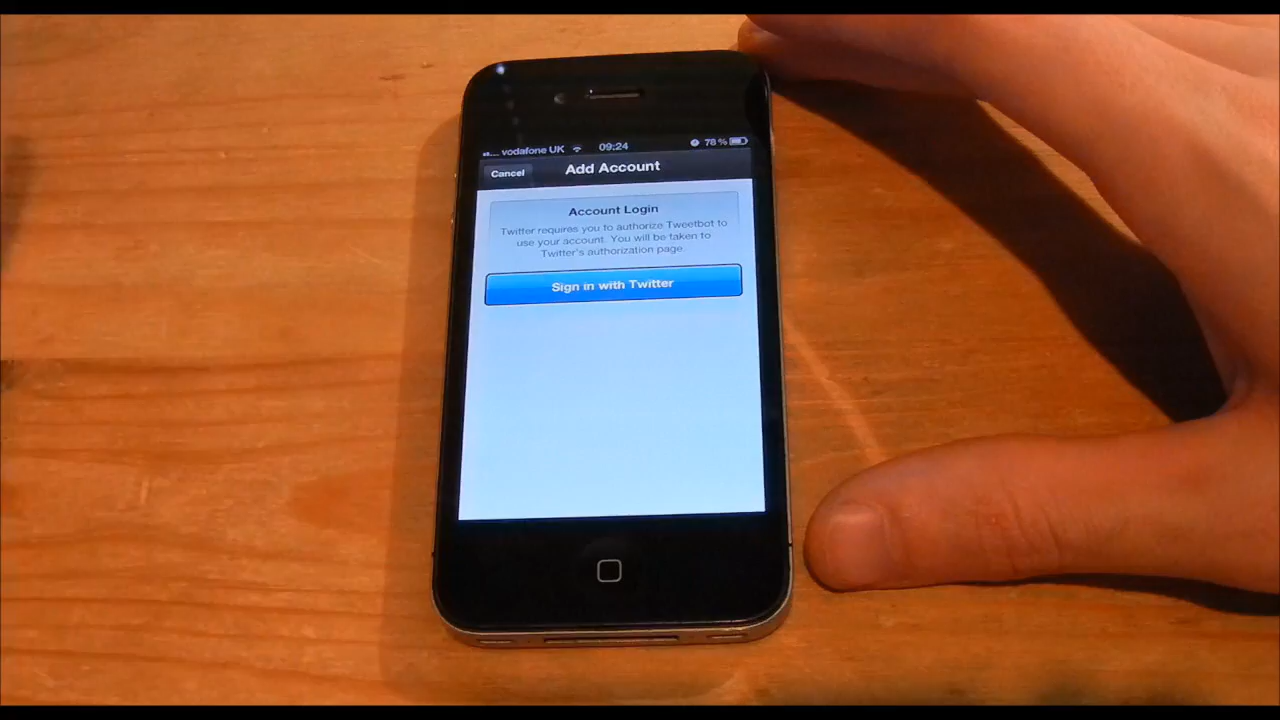 vodafone UK 09:24 78%
Cancel Add Account
Account Login
Twitter requires you to authorize Tweetbot to
use your account. You will be taken to
Twitter's authorization page.
Sign in with Twitter